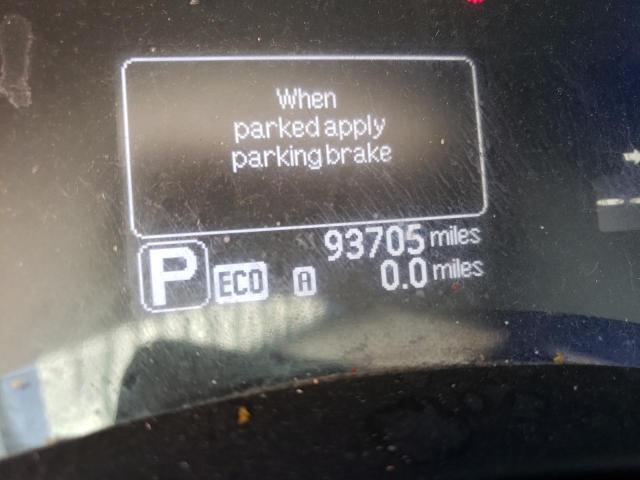 When
parked apply
parking brake
93705 miles
P ECO A 0.0 miles